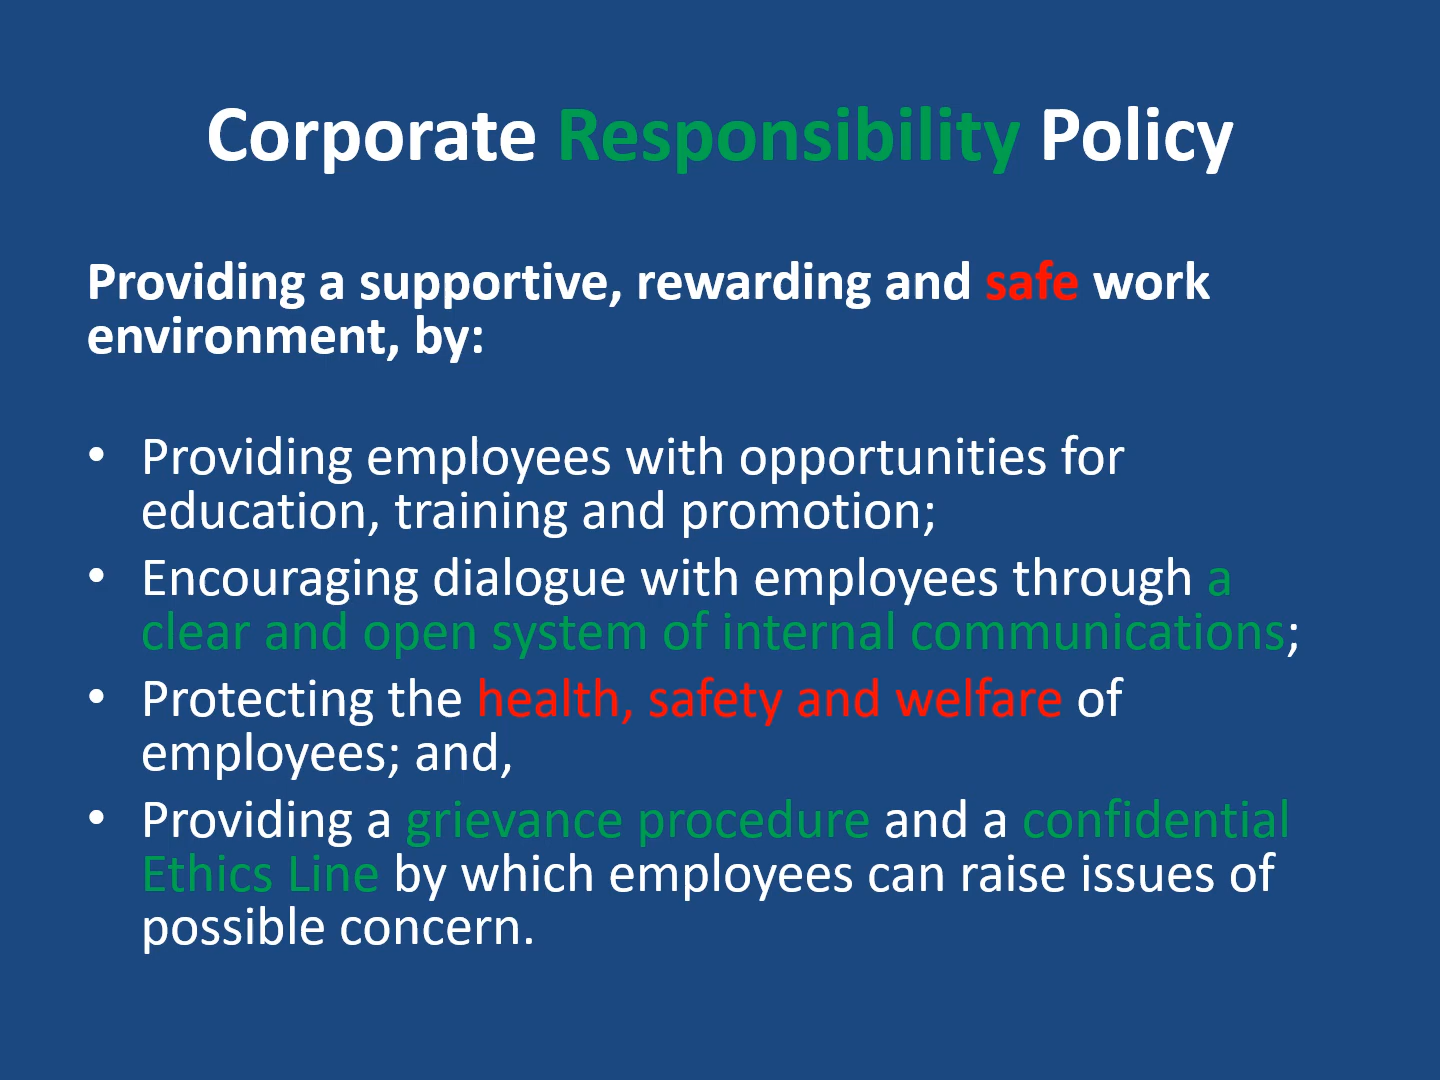 Corporate Responsibility Policy
Providing a supportive, rewarding and safe work
environment, by:
• Providing employees with opportunities for
education, training and promotion;
• Encouraging dialogue with employees through a
clear and open system of internal communications;
• Protecting the health, safety and welfare of
employees; and,
• Providing a grievance procedure and a confidential
Ethics Line by which employees can raise issues of
possible concern.